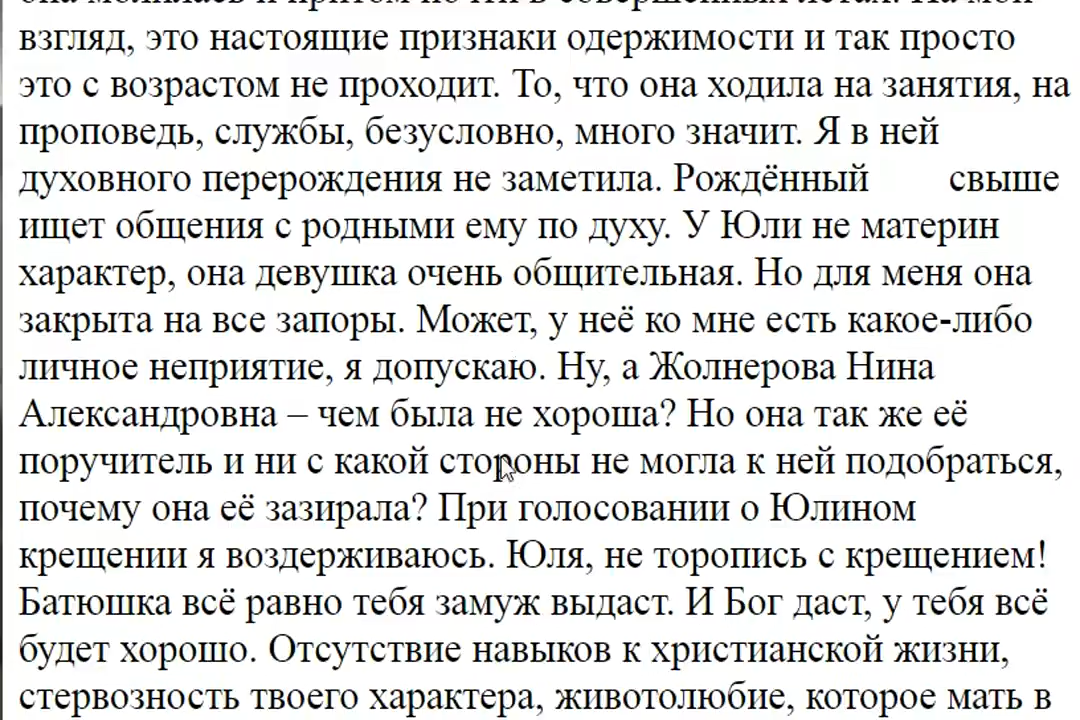 взгляд, это настоящие признаки одержимости и так просто
это с возрастом не проходит. То, что она ходила на занятия, на
проповедь, службы, безусловно, много значит. Я в ней
духовного перерождения не заметила. Рождённый свыше
ищет общения с родными ему по духу. У Юли не материн
характер, она девушка очень общительная. Но для меня она
закрыта на все запоры. Может, у неё ко мне есть какое-либо
личное неприятие, я допускаю. Ну, а Жолнерова Нина
Александровна – чем была не хороша? Но она так же её
поручитель и ни с какой стороны не могла к ней подобраться,
почему она её зазирала? При голосовании о Юлином
крещении я воздерживаюсь. Юля, не торопись с крещением!
Батюшка всё равно тебя замуж выдаст. И Бог даст, у тебя всё
будет хорошо. Отсутствие навыков к христианской жизни,
стервозность твоего характера, животолюбие, которое мать в